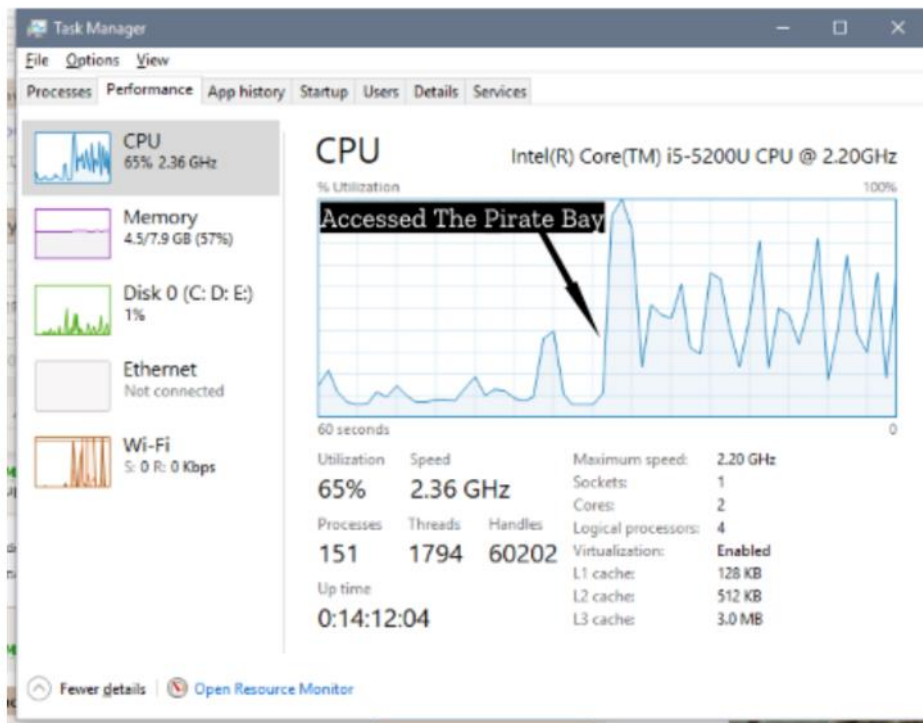 Task Manager
File Options View
Processes Performance App history Startup Users Details Services
CPU
65% 2.36 GHz
Memory
4.5/7.9 GB (57%)
Disk 0 (C: D: E:)
1%
Ethernet
Not connected
Wi-Fi
S: 0 R: 0 Kbps
CPU Intel(R) Core(TM) i5-5200U CPU @ 2.20GHz
% Utilization 100%
Accessed The Pirate Bay
60 seconds 0
Utilization Speed
65% 2.36 GHz
Processes Threads Handles
151 1794 60202
Up time
0:14:12:04
Maximum speed: 2.20 GHz
Sockets: 1
Cores: 2
Logical processors: 4
Virtualization: Enabled
L1 cache: 128 KB
L2 cache: 512 KB
L3 cache: 3.0 MB
Fewer details Open Resource Monitor